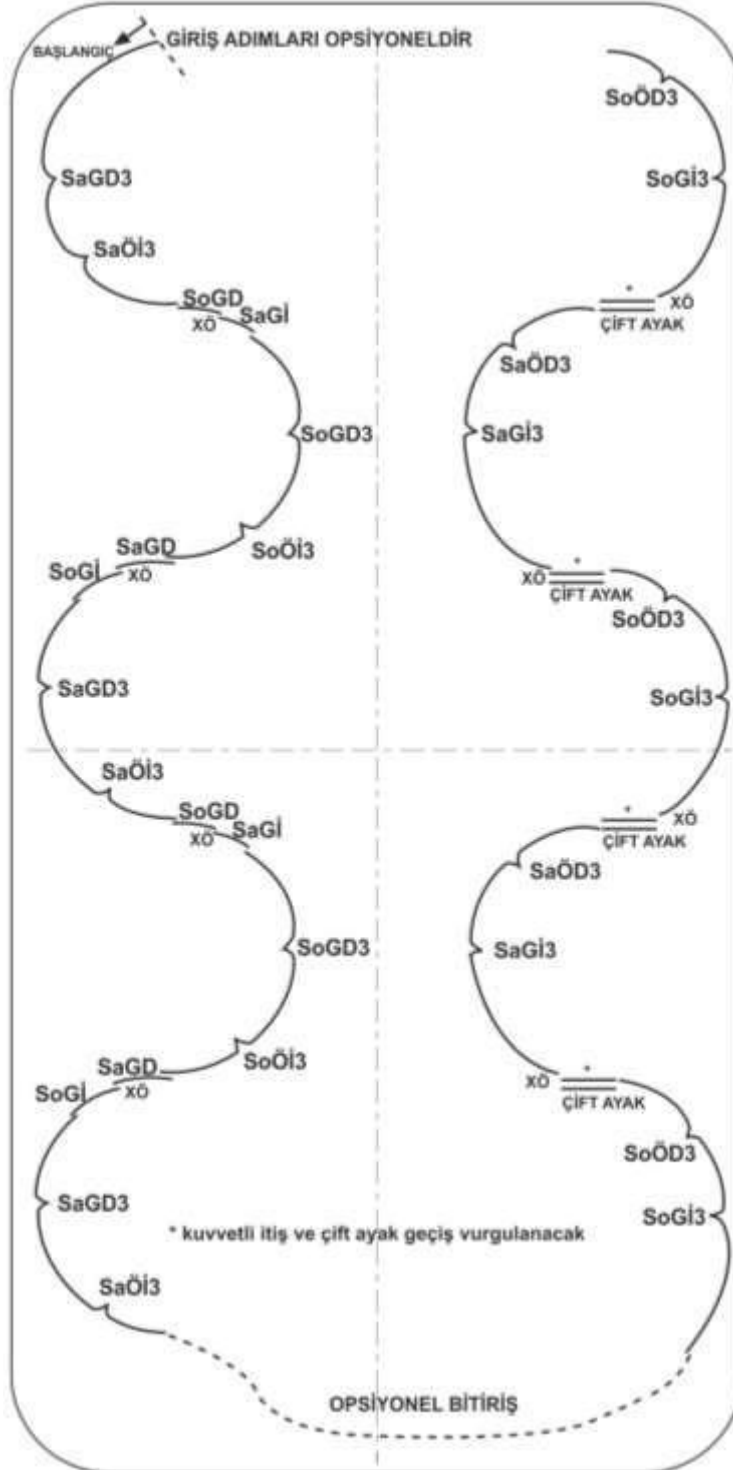 BAŞLANGIÇ
GİRİŞ ADIMLARI OPSİYONELDİR
SaGD3
SaÖİ3
SoGD
XÖ
SaGİ
SoGD3
SoÖİ3
SaGD
XÖ
SoGİ
SaGD3
SaÖİ3
SoGD
XÖ
SaGİ
SoGD3
SoÖİ3
SaGD
XÖ
SoGİ
SaGD3
SaÖİ3
SoÖD3
SoGİ3
* XÖ
ÇİFT AYAK
SaÖD3
SaGİ3
XÖ *
ÇİFT AYAK
SoÖD3
SoGİ3
* XÖ
ÇİFT AYAK
SaÖD3
SaGİ3
XÖ *
ÇİFT AYAK
SoÖD3
SoGİ3
* kuvvetli itiş ve çift ayak geçiş vurgulanacak
OPSİYONEL BİTİRİŞ